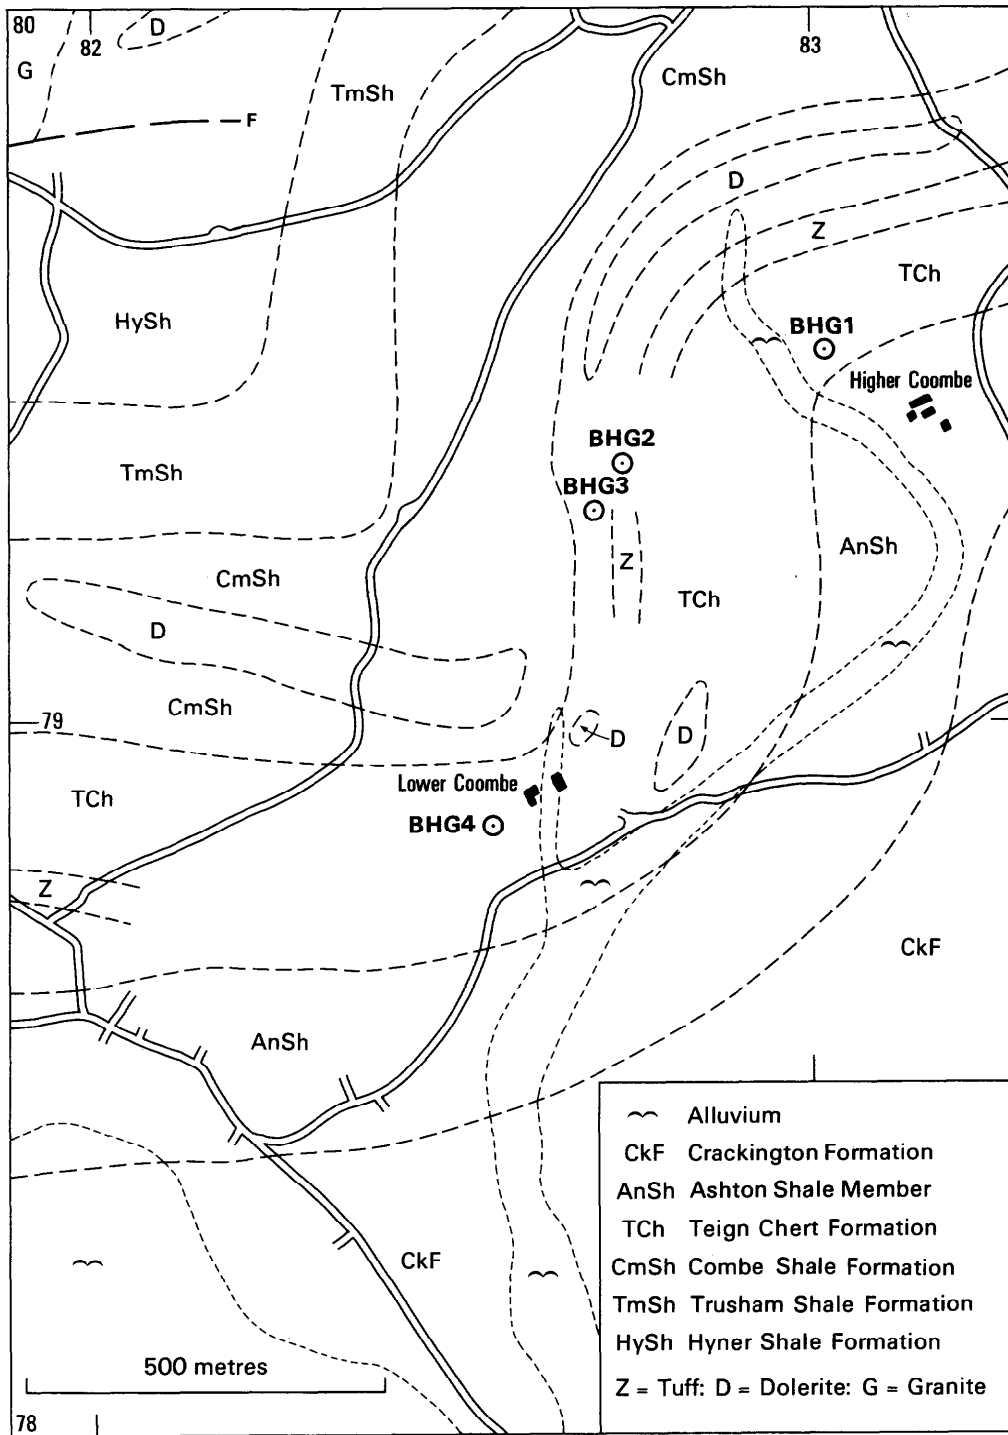 80
82
D
83
G
TmSh
CmSh
F
D
Z
TCh
HySh
BHG1
Higher Coombe
BHG2
TmSh
BHG3
AnSh
Z
CmSh
TCh
D
CmSh
79
D
D
Lower Coombe
TCh
BHG4
Z
CkF
AnSh
Alluvium
CkF Crackington Formation
AnSh Ashton Shale Member
TCh Teign Chert Formation
CmSh Combe Shale Formation
TmSh Trusham Shale Formation
HySh Hyner Shale Formation
Z = Tuff: D = Dolerite: G = Granite
CkF
500 metres
78